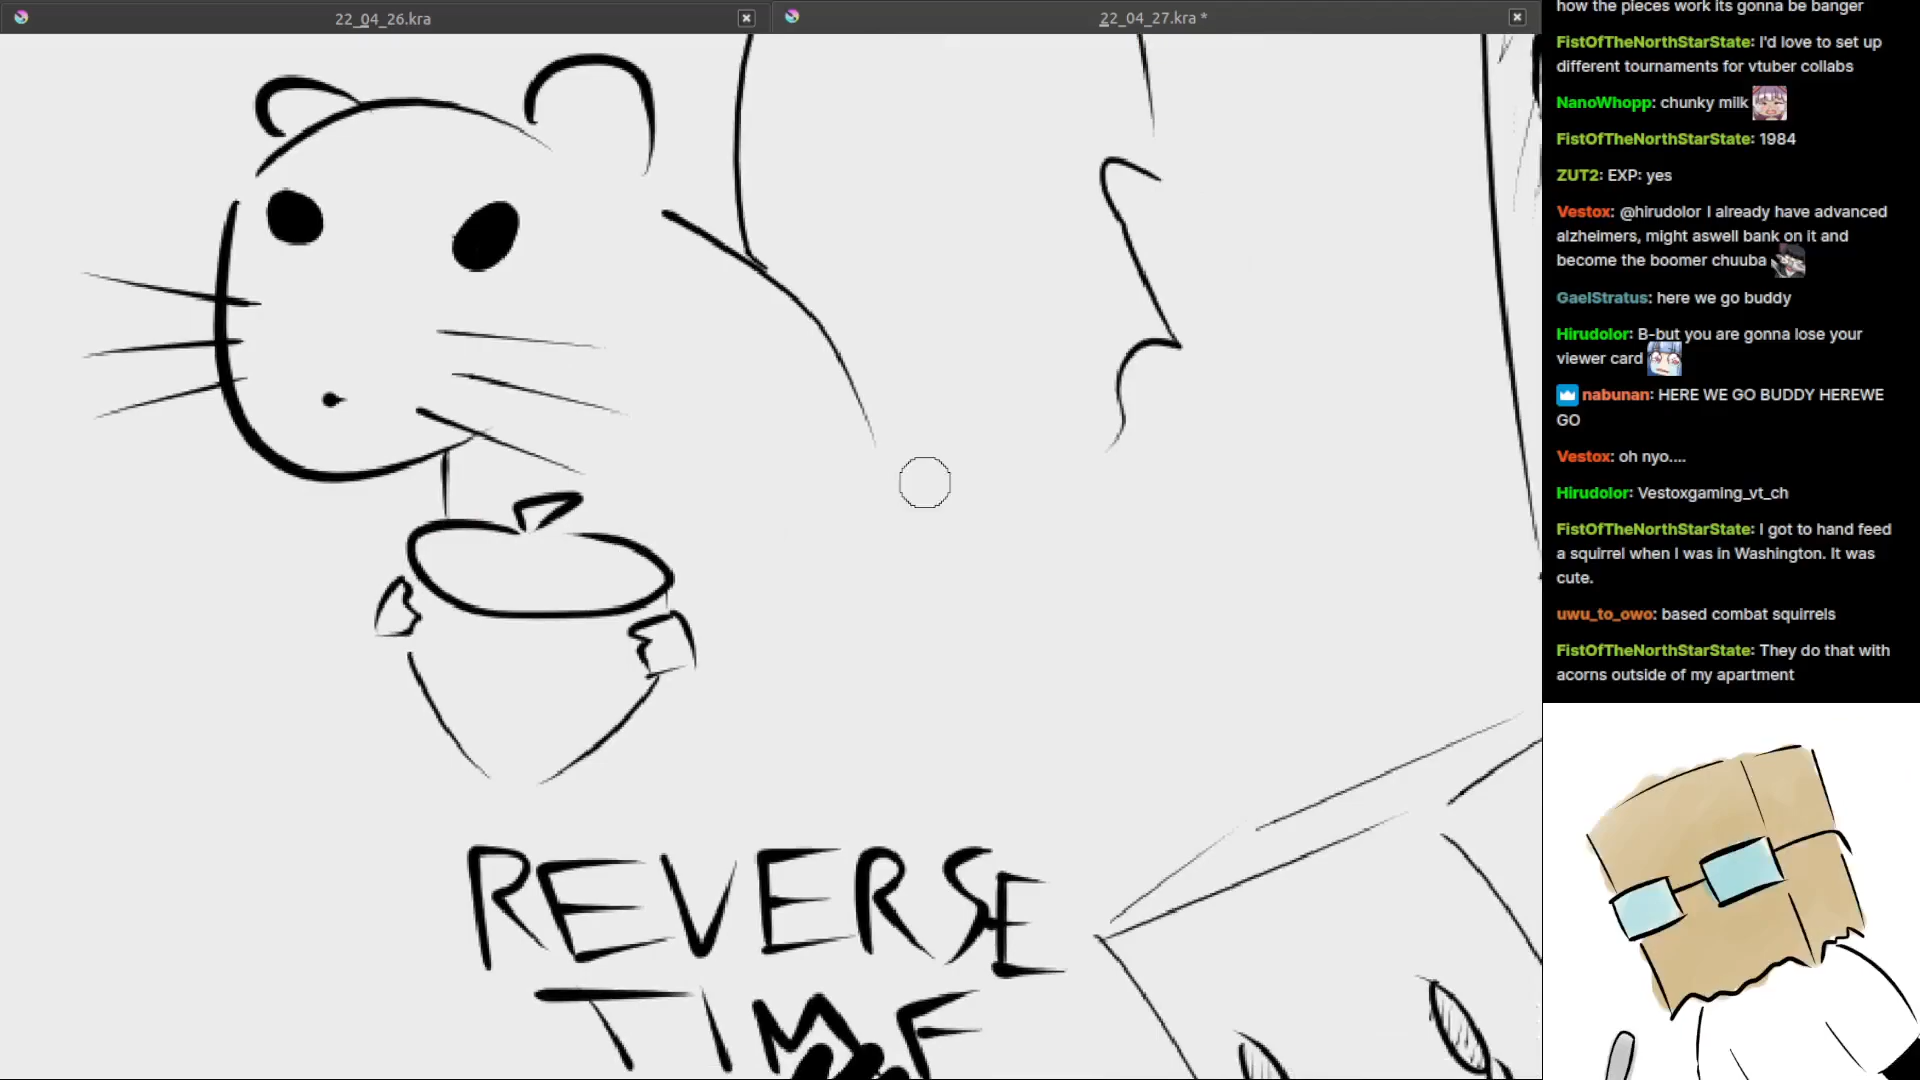 22_04_26.kra
22_04_27.kra *
how the pieces work its gonna be banger
FistOfTheNorthStarState: I'd love to set up
different tournaments for vtuber collabs
NanoWhopp: chunky milk
FistOfTheNorthStarState: 1984
ZUT2: EXP: yes
Vestox: @hirudolor I already have advanced
alzheimers, might aswell bank on it and
become the boomer chuuba
GaelStratus: here we go buddy
Hirudolor: B-but you are gonna lose your
viewer card
nabunan: HERE WE GO BUDDY HEREWE
GO
Vestox: oh nyo....
Hirudolor: Vestoxgaming_vt_ch
FistOfTheNorthStarState: I got to hand feed
a squirrel when I was in Washington. It was
cute.
uwu_to_owo: based combat squirrels
FistOfTheNorthStarState: They do that with
acorns outside of my apartment
REVERSE
TIME